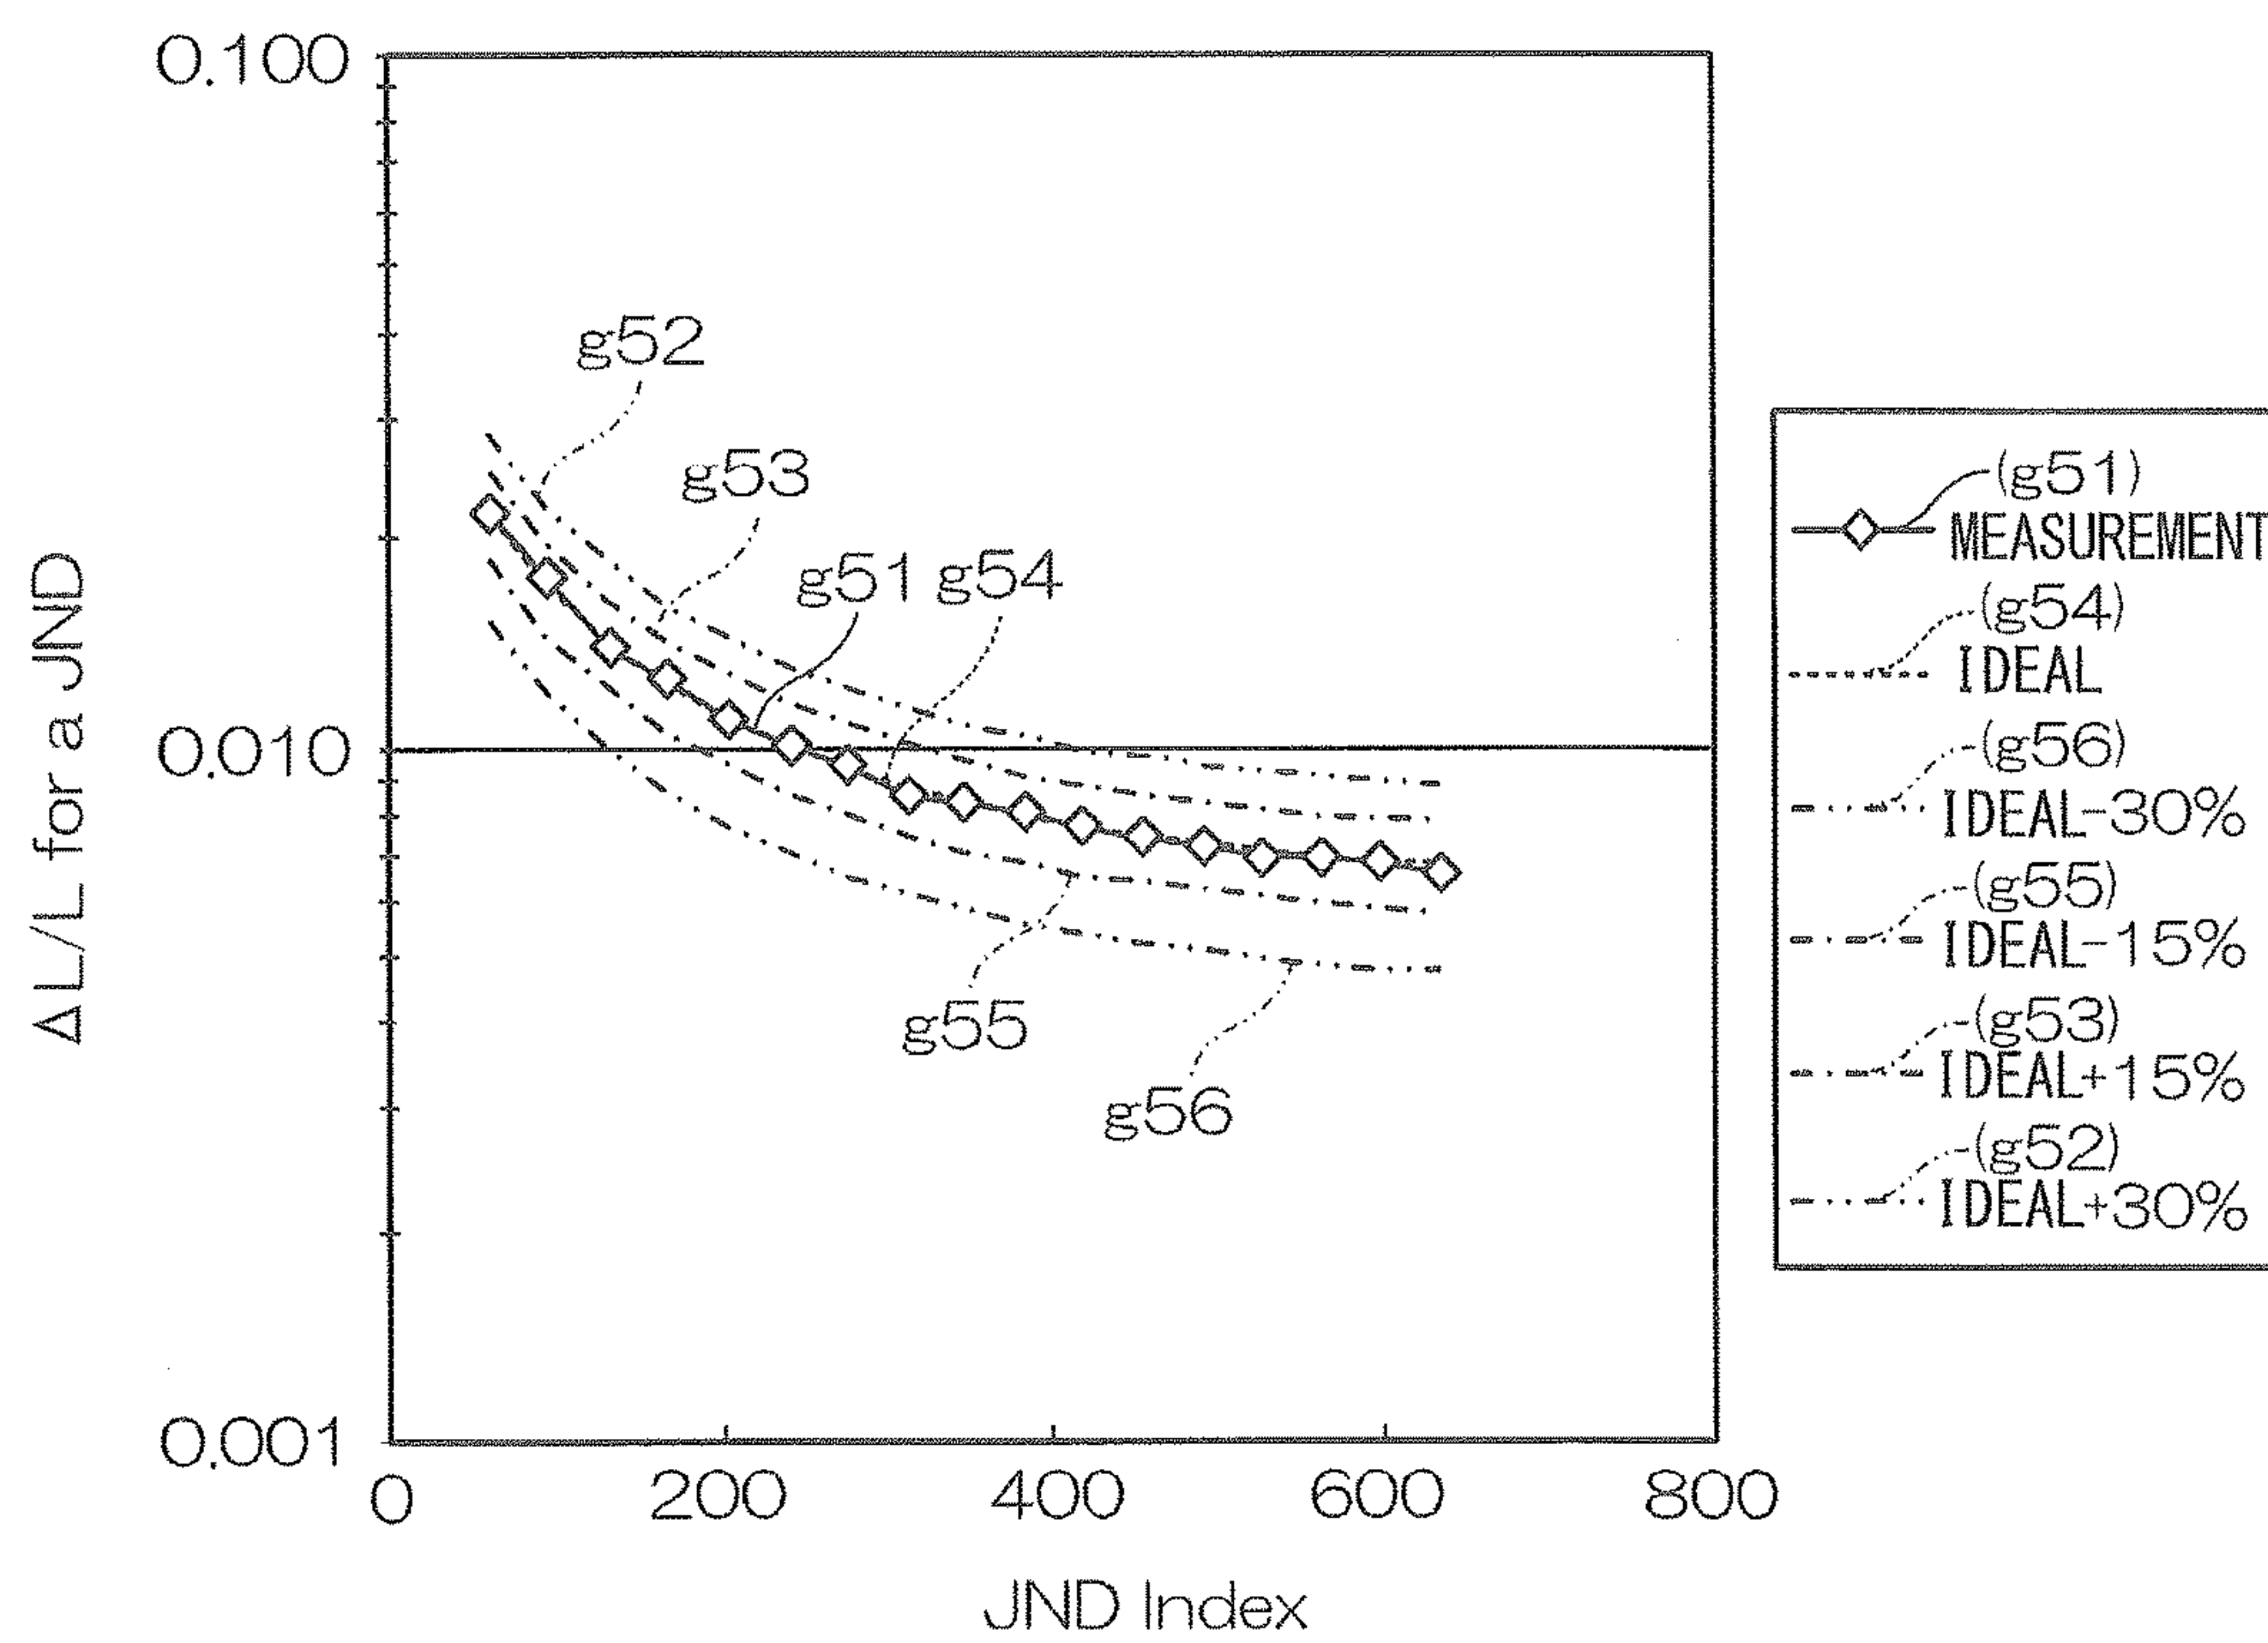 0.100
g52
g53
g51
g54
0.010
g55
g56
0.001
0
200
400
600
800
JND Index
ΔL/L for a JND
(g51)
MEASUREMENT
(g54)
IDEAL
(g56)
IDEAL-30%
(g55)
IDEAL-15%
(g53)
IDEAL+15%
(g52)
IDEAL+30%